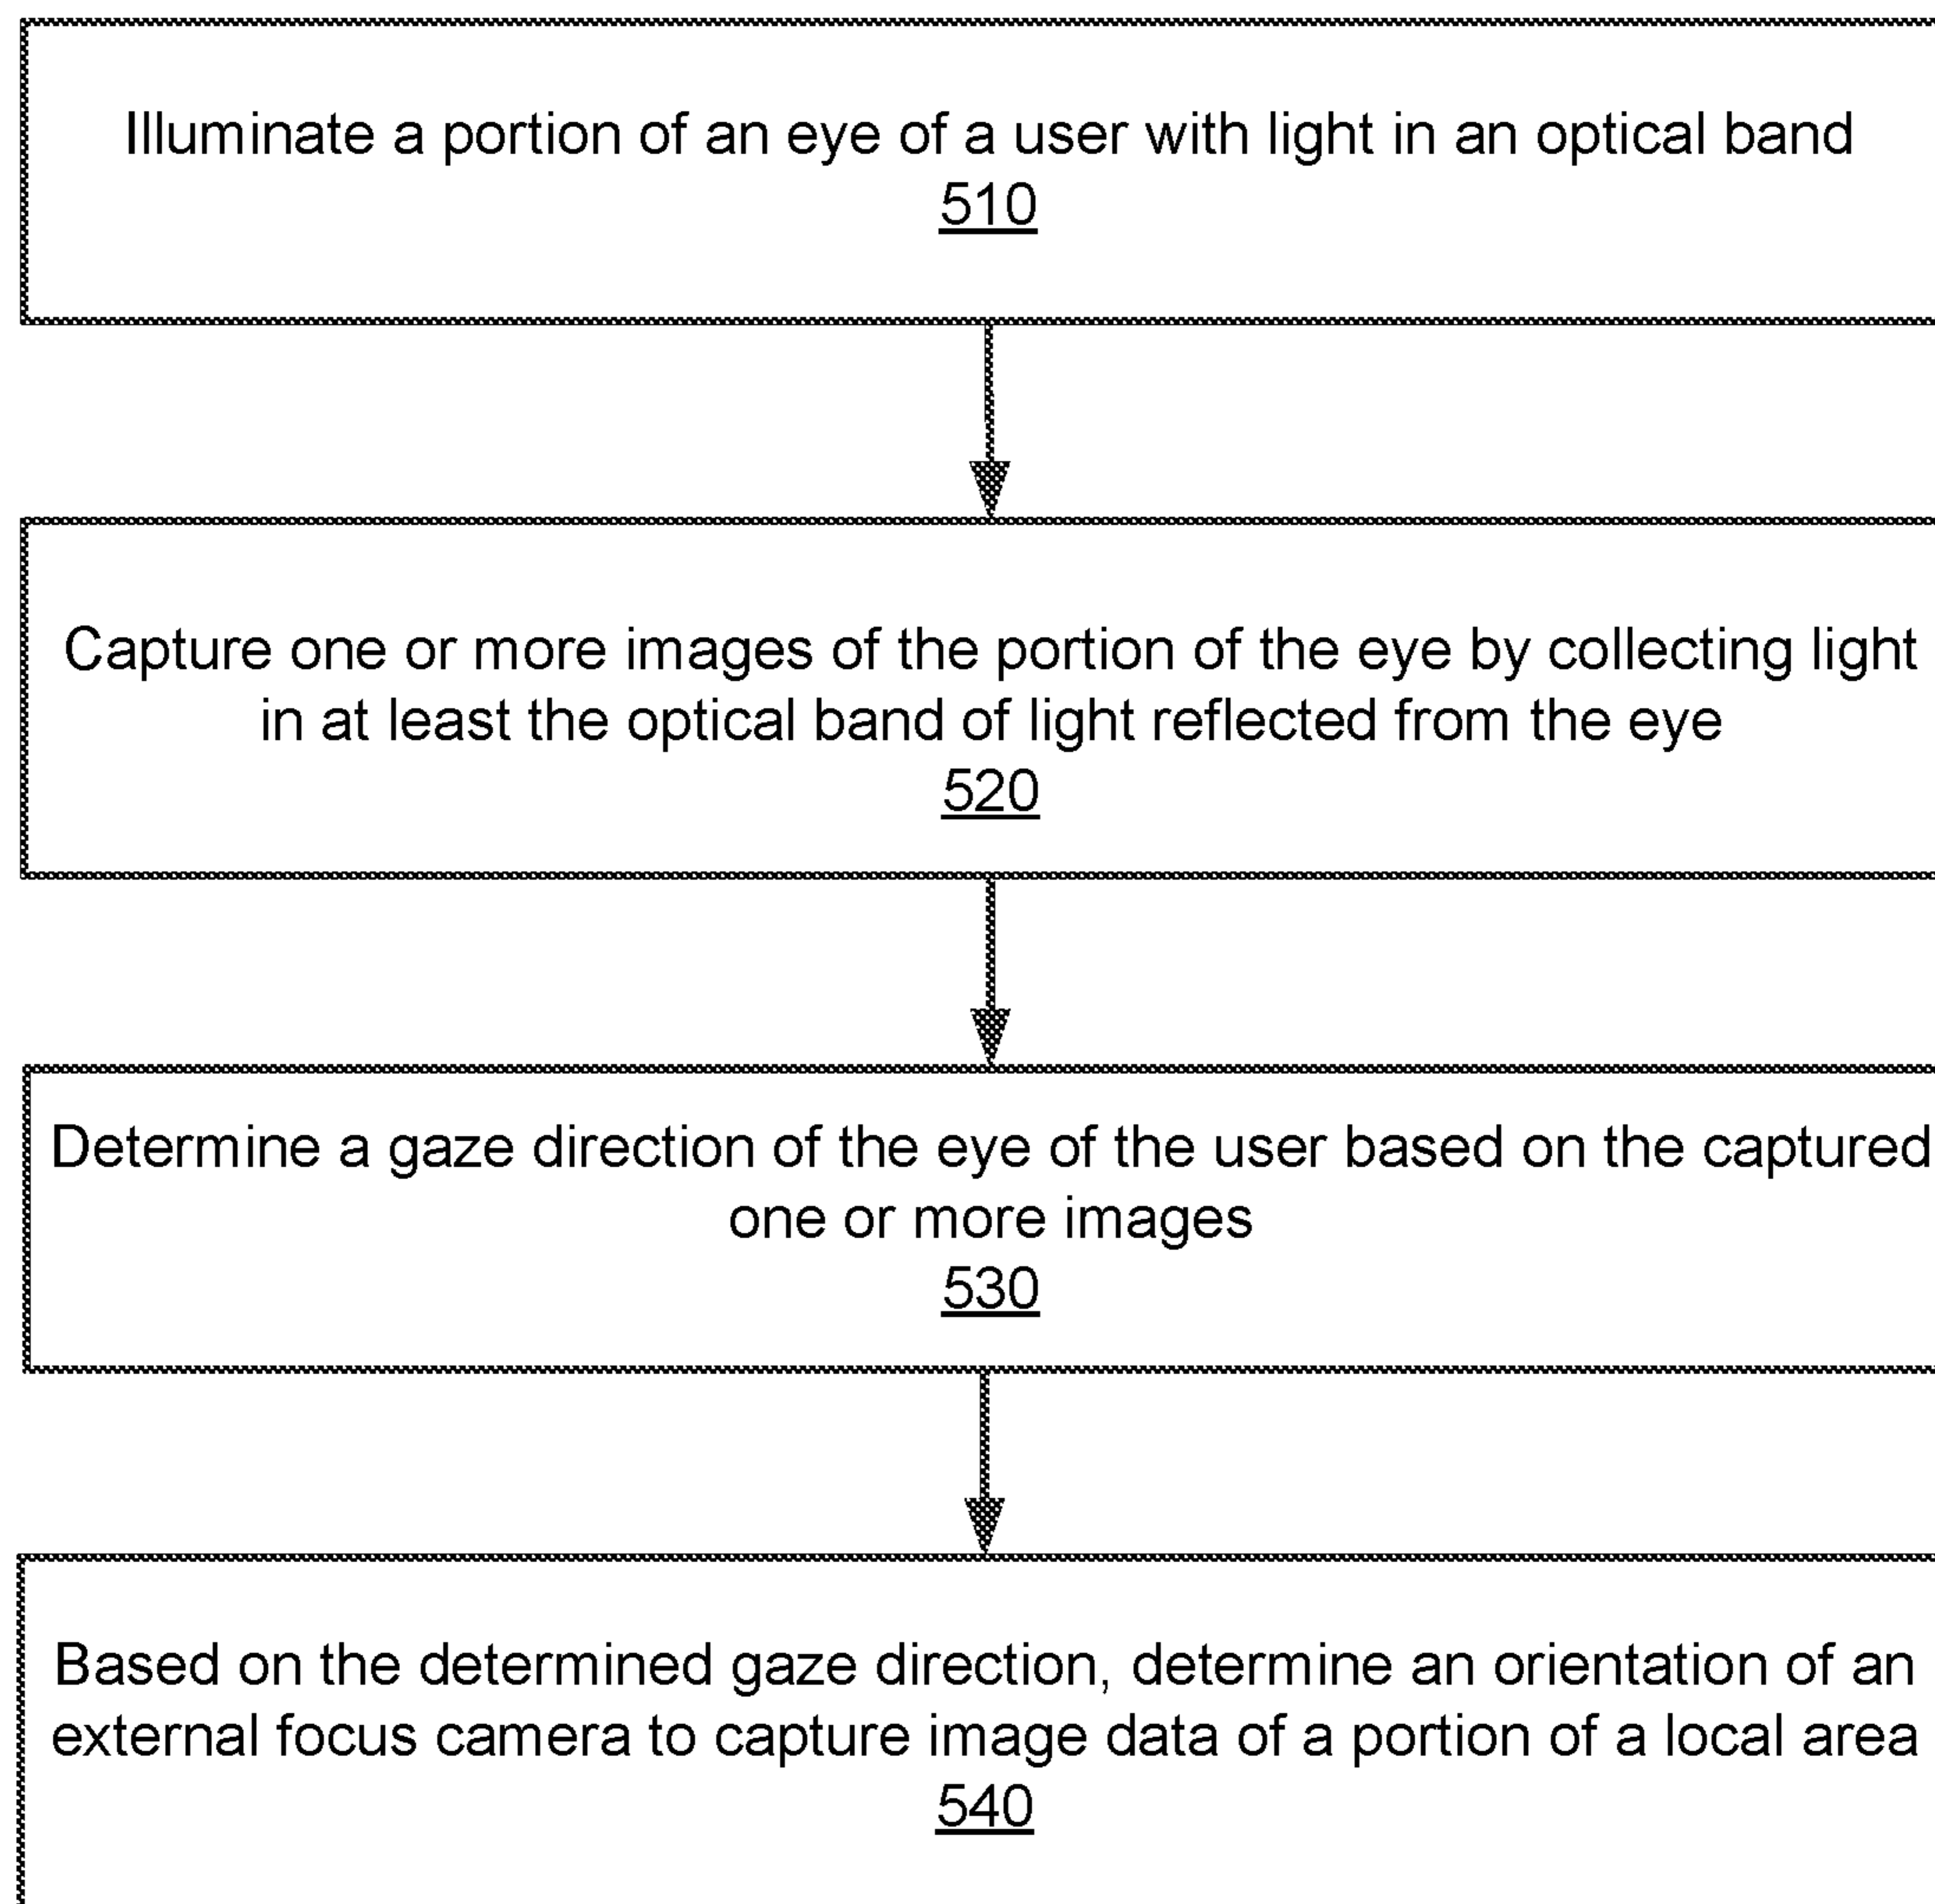 Illuminate a portion of an eye of a user with light in an optical band
510
Capture one or more images of the portion of the eye by collecting light
in at least the optical band of light reflected from the eye
520
Determine a gaze direction of the eye of the user based on the captured
one or more images
530
Based on the determined gaze direction, determine an orientation of an
external focus camera to capture image data of a portion of a local area
540